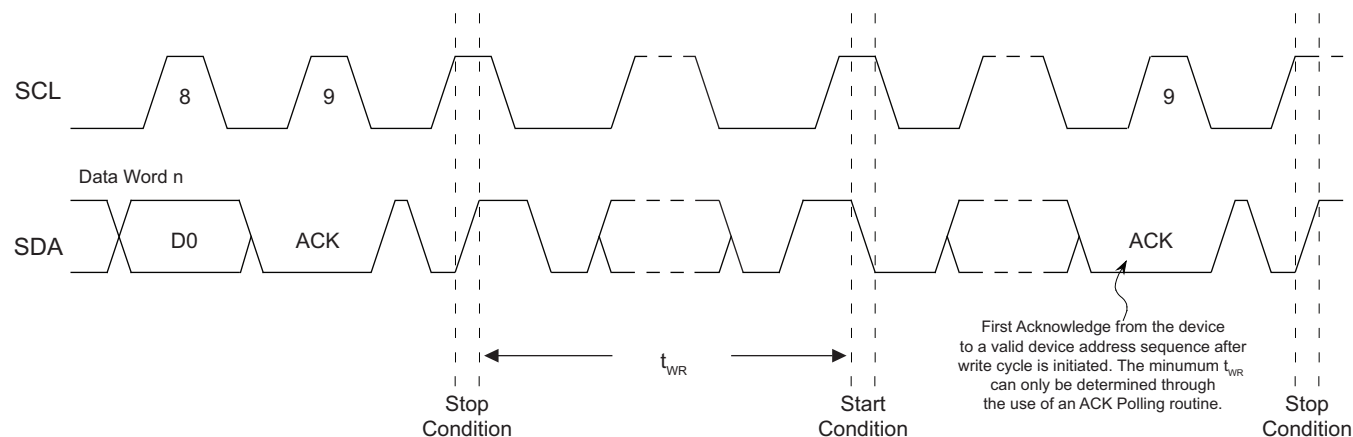 SCL
8
9
9
Data Word n
SDA
D0
ACK
ACK
First Acknowledge from the device
to a valid device address sequence after
write cycle is initiated. The minumum tWR
can only be determined through
the use of an ACK Polling routine.
tWR
Stop
Condition
Start
Condition
Stop
Condition